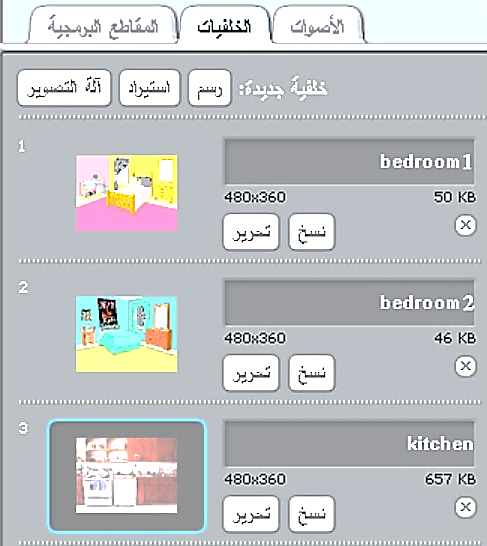 الأصوات الخلفيات المقاطع البرمجية
خلفية جديدة: رسم استيراد آلة التصوير
1
bedroom1
480x360 50 KB
نسخ تحرير
2
bedroom2
480x360 46 KB
نسخ تحرير
3
kitchen
480x360 657 KB
نسخ تحرير